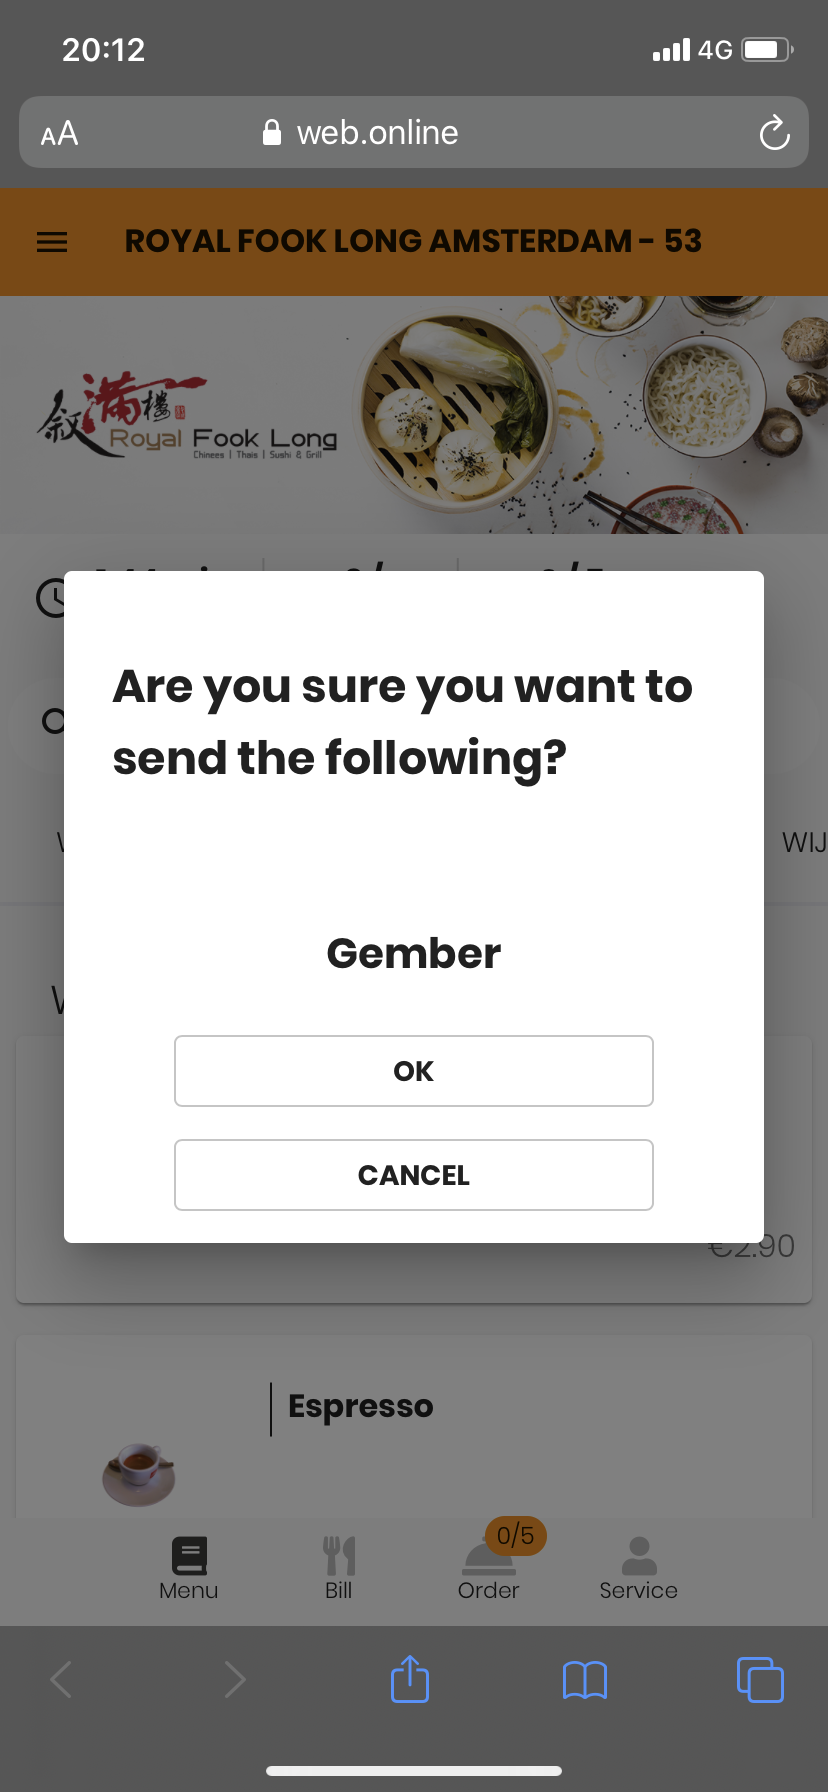 20:12
4G
AA
web.online
ROYAL FOOK LONG AMSTERDAM - 53
叙满楼
Royal Fook Long
Chinees | Thais | Sushi & Grill
Are you sure you want to
send the following?
WIJ
Gember
OK
CANCEL
€2.90
Espresso
0/5
Menu
Bill
Order
Service